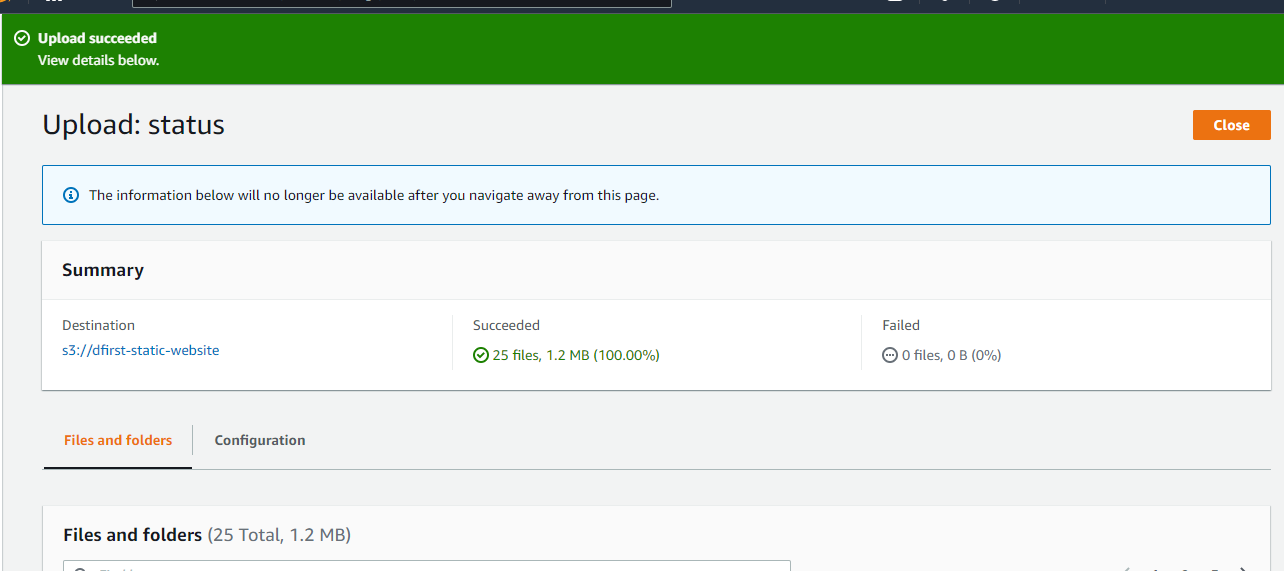 Upload succeeded
View details below.
Upload: status
Close
The information below will no longer be available after you navigate away from this page.
Summary
Destination
Succeeded
Failed
s3://dfirst-static-website
25 files, 1.2 MB (100.00%)
0 files, 0 B (0%)
Files and folders
Configuration
Files and folders (25 Total, 1.2 MB)